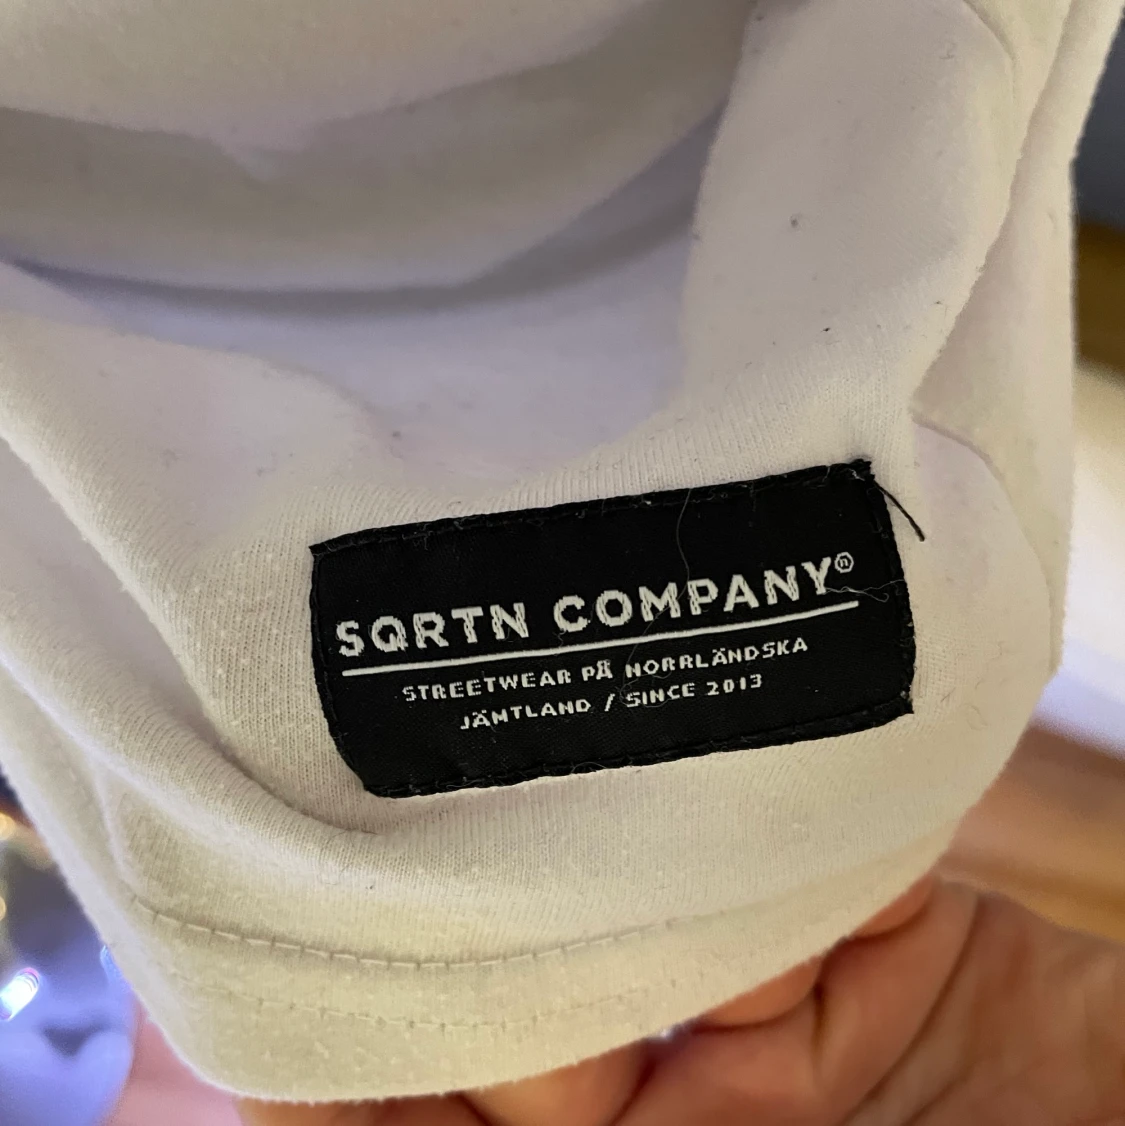 SQRTN COMPANY®
STREETWEAR PÅ NORRLÄNDSKA
JÄMTLAND / SINCE 2013